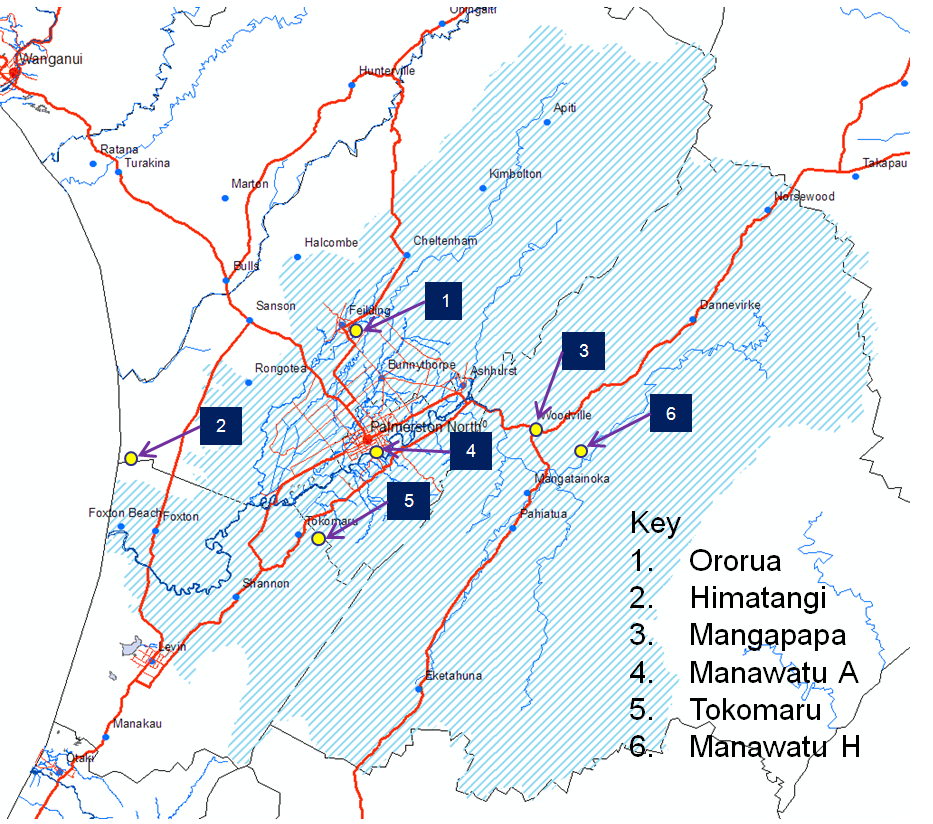 Ohingaiti
Wanganui
Hunterville
Apiti
Ratana
Turakina
Takapau
Kimbolton
Marton
Norsewood
Halcombe
Cheltenham
Bulls
Sanson
1
Feilding
Dannevirke
3
Rongotea
Bunnythorpe
Ashhurst
2
Woodville
6
Palmerston North
4
Mangatainoka
5
Foxton Beach
Foxton
Tokomaru
Pahiatua
Key
1. Ororua
Shannon
2. Himatangi
3. Mangapapa
Levin
4. Manawatu A
Eketahuna
5. Tokomaru
Manakau
6. Manawatu H
Otaki